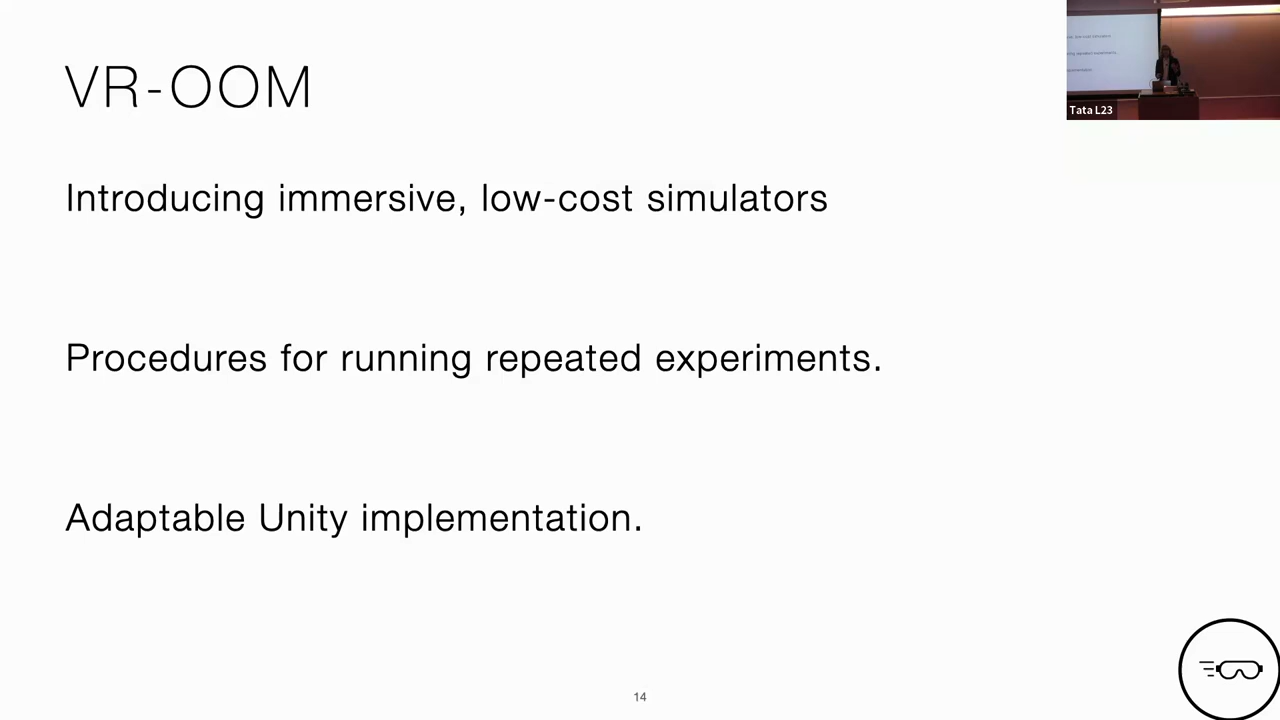 VR-OOM
Tata L23
Introducing immersive, low-cost simulators
Procedures for running repeated experiments.
Adaptable Unity implementation.
14